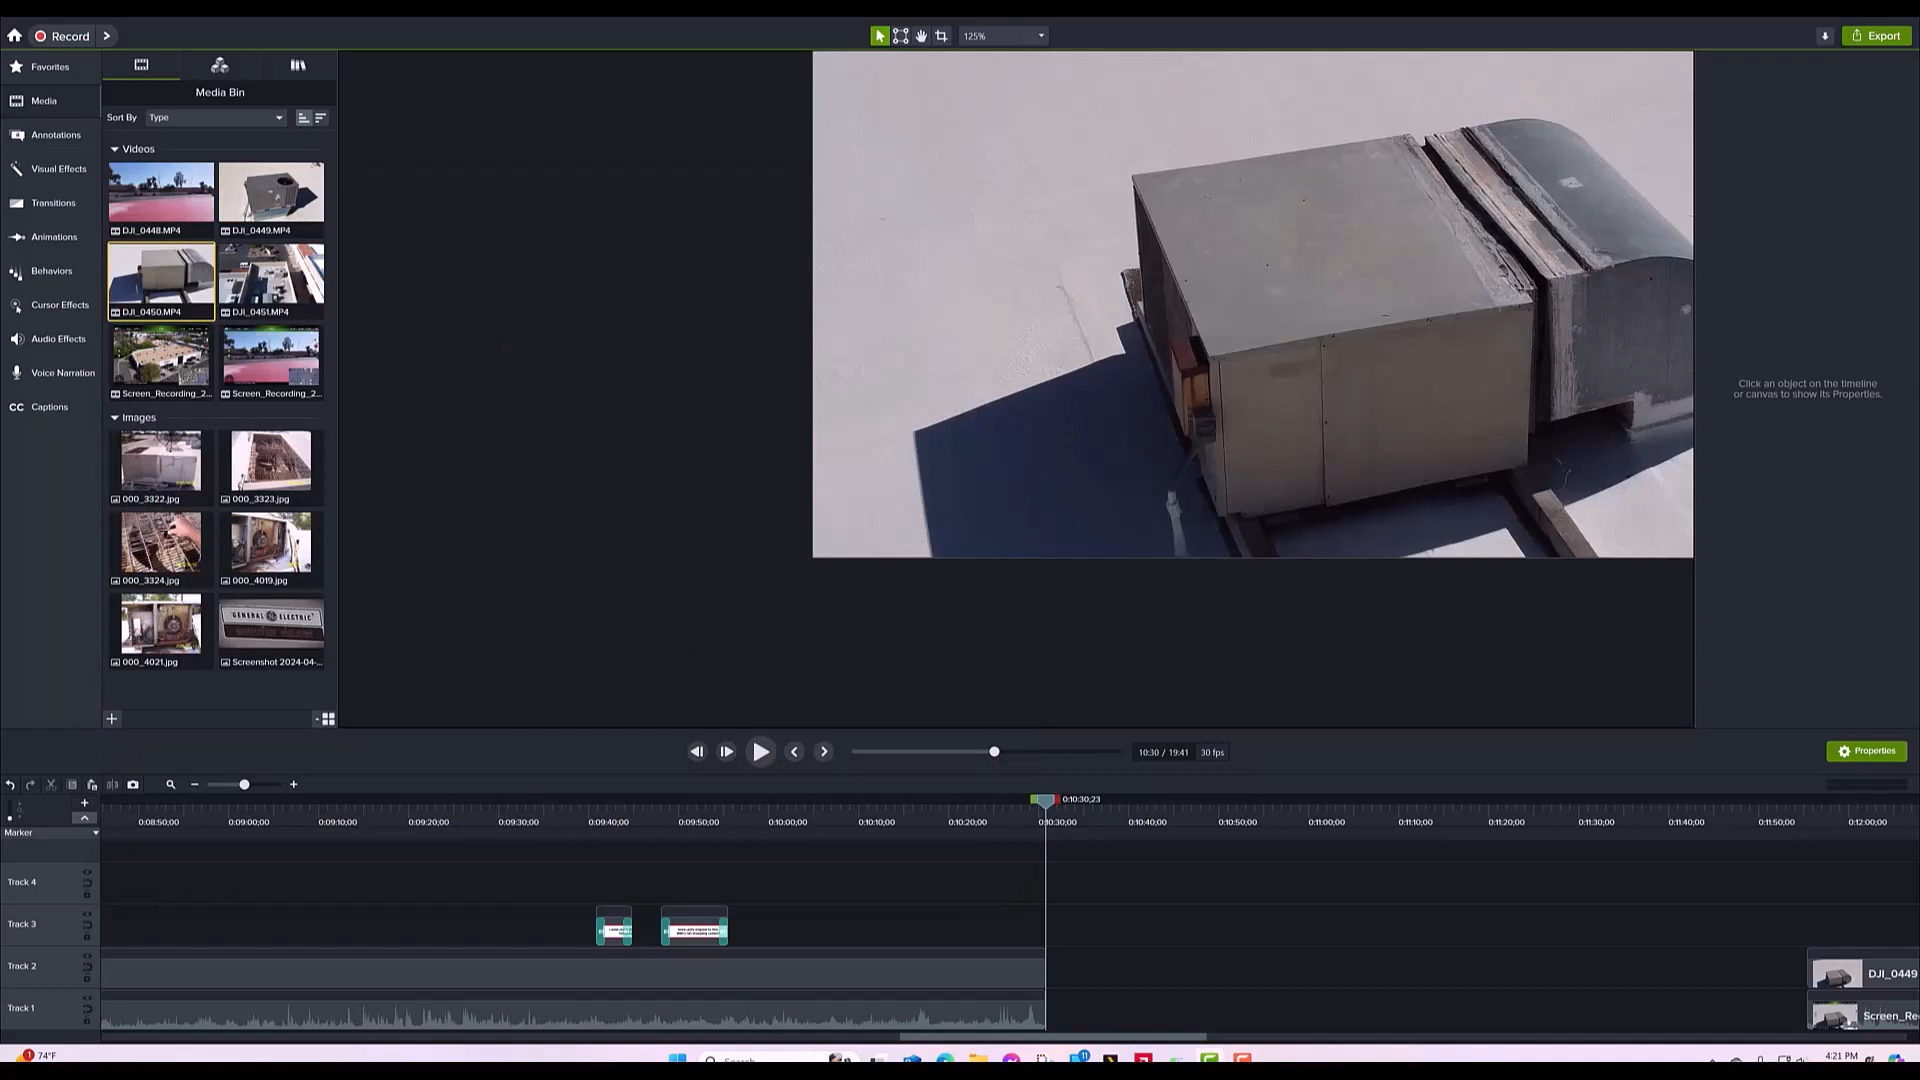 Record
125%
Export
Favorites
Media
Annotations
Visual Effects
Transitions
Animations
Behaviors
Cursor Effects
Audio Effects
Voice Narration
CC Captions
Media Bin
Sort By Type
Videos
DJI_0448.MP4 DJI_0449.MP4
DJI_0450.MP4 DJI_0451.MP4
Screen_Recording_2... Screen_Recording_2...
Images
000_3322.jpg 000_3323.jpg
000_3324.jpg 000_4019.jpg
GENERAL ELECTRIC
000_4021.jpg Screenshot 2024-04-...
Click an object on the timeline
or canvas to show its Properties.
10:30 / 19:41 30 fps
Properties
0:10:30;23
0:08:50;00 0:09:00;00 0:09:10;00 0:09:20;00 0:09:30;00 0:09:40;00 0:09:50;00 0:10:00;00 0:10:10;00 0:10:20;00 0:10:30;00 0:10:40;00 0:10:50;00 0:11:00;00 0:11:10;00 0:11:20;00 0:11:30;00 0:11:40;00 0:11:50;00 0:12:00;00
Marker
Track 4
Track 3
Track 2
DJI_0449
Track 1
Screen_Re
1 74°F
Search
11
4:21 PM